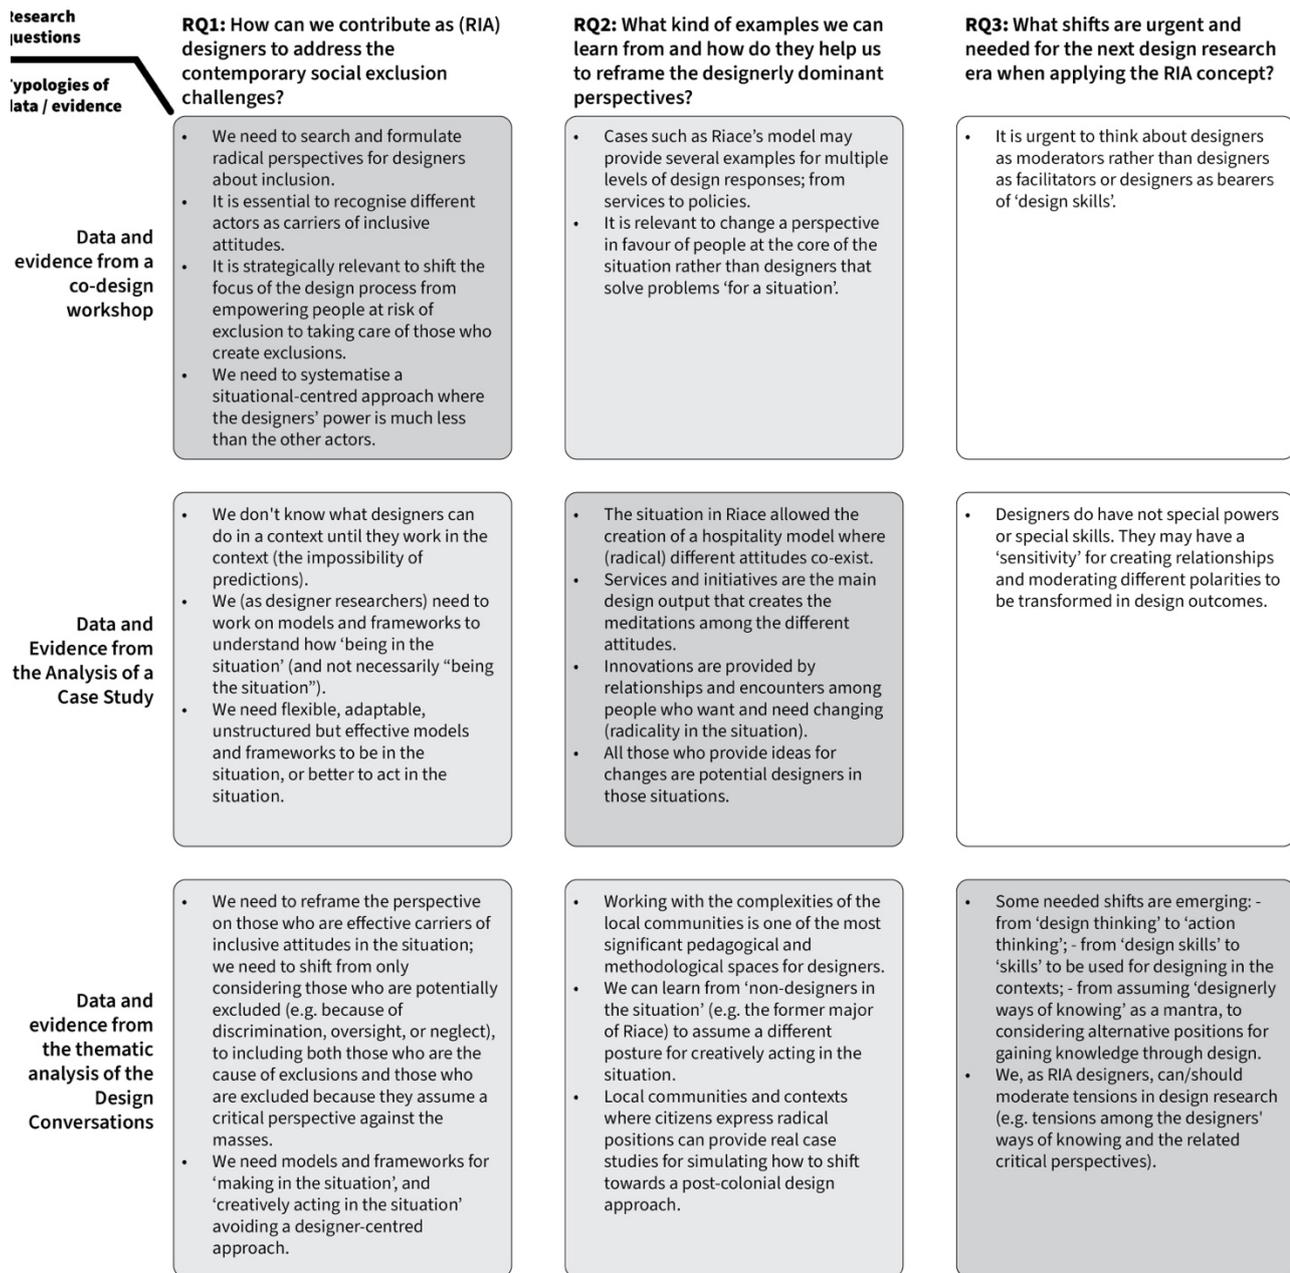 RQ1: How can we contribute as (RIA)
designers to address the
contemporary social exclusion
challenges?
RQ2: What kind of examples we can
learn from and how do they help us
to reframe the designerly dominant
perspectives?
RQ3: What shifts are urgent and
needed for the next design research
era when applying the RIA concept?
esearch
uestions
ypologies of
ata / evidence
Data and
evidence from a
co-design
workshop
• We need to search and formulate
radical perspectives for designers
about inclusion.
• It is essential to recognise different
actors as carriers of inclusive
attitudes.
• It is strategically relevant to shift the
focus of the design process from
empowering people at risk of
exclusion to taking care of those who
create exclusions.
• We need to systematise a
situational-centred approach where
the designers’ power is much less
than the other actors.
• Cases such as Riace’s model may
provide several examples for multiple
levels of design responses; from
services to policies.
• It is relevant to change a perspective
in favour of people at the core of the
situation rather than designers that
solve problems ‘for a situation’.
• It is urgent to think about designers
as moderators rather than designers
as facilitators or designers as bearers
of ‘design skills’.
Data and
Evidence from
the Analysis of a
Case Study
• We don't know what designers can
do in a context until they work in the
context (the impossibility of
predictions).
• We (as designer researchers) need to
work on models and frameworks to
understand how ‘being in the
situation’ (and not necessarily “being
the situation”).
• We need flexible, adaptable,
unstructured but effective models
and frameworks to be in the
situation, or better to act in the
situation.
• The situation in Riace allowed the
creation of a hospitality model where
(radical) different attitudes co-exist.
• Services and initiatives are the main
design output that creates the
meditations among the different
attitudes.
• Innovations are provided by
relationships and encounters among
people who want and need changing
(radicality in the situation).
• All those who provide ideas for
changes are potential designers in
those situations.
• Designers do have not special powers
or special skills. They may have a
‘sensitivity’ for creating relationships
and moderating different polarities to
be transformed in design outcomes.
Data and
evidence from
the thematic
analysis of the
Design
Conversations
• We need to reframe the perspective
on those who are effective carriers of
inclusive attitudes in the situation;
we need to shift from only
considering those who are potentially
excluded (e.g. because of
discrimination, oversight, or neglect),
to including both those who are the
cause of exclusions and those who
are excluded because they assume a
critical perspective against the
masses.
• We need models and frameworks for
‘making in the situation’, and
‘creatively acting in the situation’
avoiding a designer-centred
approach.
• Working with the complexities of the
local communities is one of the most
significant pedagogical and
methodological spaces for designers.
• We can learn from ‘non-designers in
the situation’ (e.g. the former major
of Riace) to assume a different
posture for creatively acting in the
situation.
• Local communities and contexts
where citizens express radical
positions can provide real case
studies for simulating how to shift
towards a post-colonial design
approach.
• Some needed shifts are emerging: -
from ‘design thinking’ to ‘action
thinking’; - from ‘design skills’ to
‘skills’ to be used for designing in the
contexts; - from assuming ‘designerly
ways of knowing’ as a mantra, to
considering alternative positions for
gaining knowledge through design.
• We, as RIA designers, can/should
moderate tensions in design research
(e.g. tensions among the designers'
ways of knowing and the related
critical perspectives).